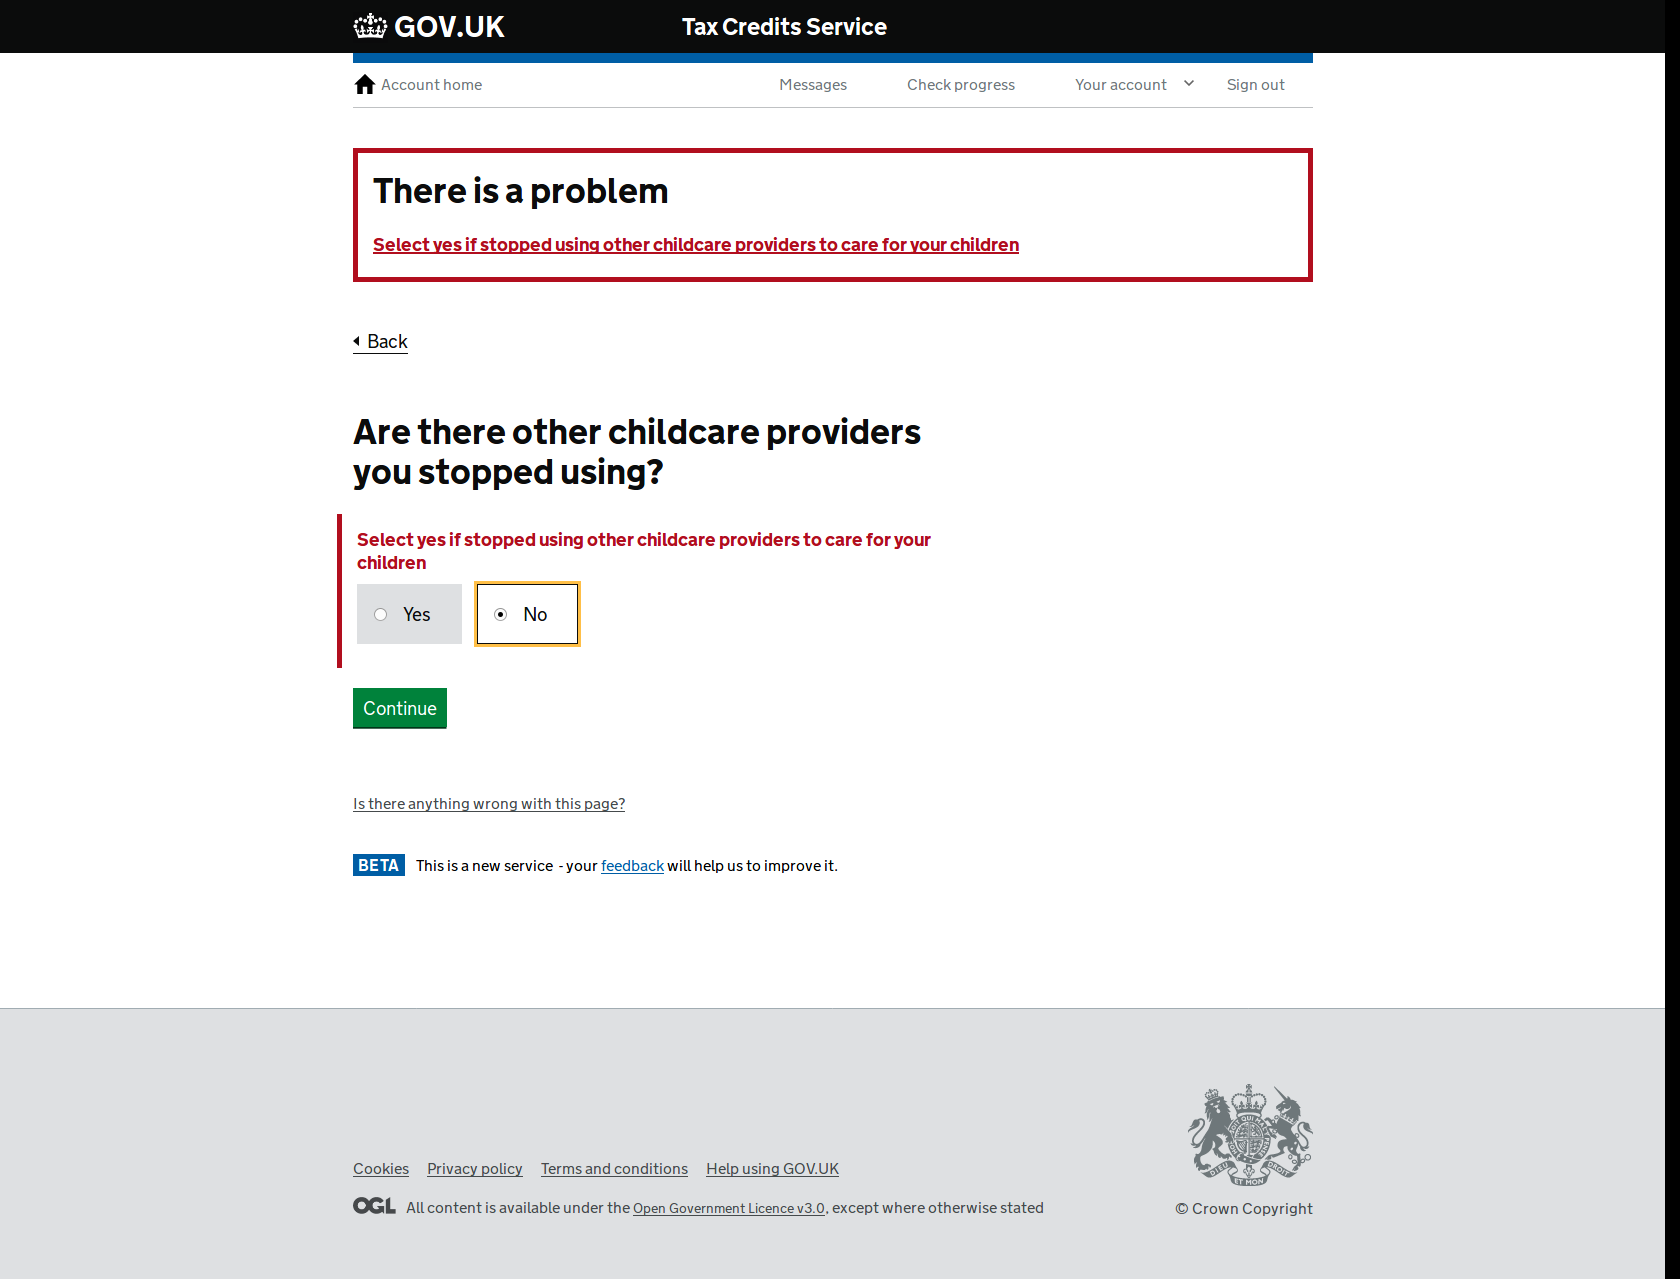 GOV.UK
Tax Credits Service
Account home
Messages
Check progress
Your account
Sign out
There is a problem
Select yes if stopped using other childcare providers to care for your children
Back
Are there other childcare providers
you stopped using?
Select yes if stopped using other childcare providers to care for your
children
Yes
No
Continue
Is there anything wrong with this page?
BETA This is a new service - your feedback will help us to improve it.
Cookies
Privacy policy
Terms and conditions
Help using GOV.UK
OGL All content is available under the Open Government Licence v3.0, except where otherwise stated
DIEU ET MON DROIT
© Crown Copyright